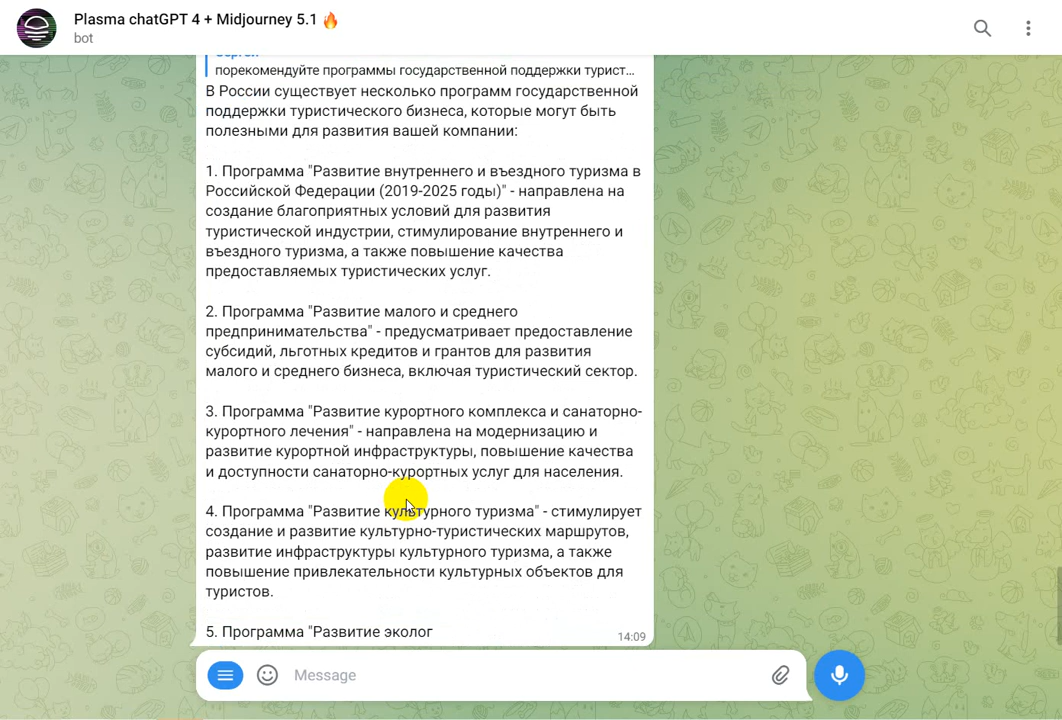 Plasma chatGPT 4 + Midjourney 5.1 🔥
bot
порекомендуйте программы государственной поддержки турист...
В России существует несколько программ государственной
поддержки туристического бизнеса, которые могут быть
полезными для развития вашей компании:
1. Программа "Развитие внутреннего и въездного туризма в
Российской Федерации (2019-2025 годы)" - направлена на
создание благоприятных условий для развития
туристической индустрии, стимулирование внутреннего и
въездного туризма, а также повышение качества
предоставляемых туристических услуг.
2. Программа "Развитие малого и среднего
предпринимательства" - предусматривает предоставление
субсидий, льготных кредитов и грантов для развития
малого и среднего бизнеса, включая туристический сектор.
3. Программа "Развитие курортного комплекса и санаторно-
курортного лечения" - направлена на модернизацию и
развитие курортной инфраструктуры, повышение качества
и доступности санаторно-курортных услуг для населения.
4. Программа "Развитие культурного туризма" - стимулирует
создание и развитие культурно-туристических маршрутов,
развитие инфраструктуры культурного туризма, а также
повышение привлекательности культурных объектов для
туристов.
5. Программа "Развитие эколог
14:09
Message